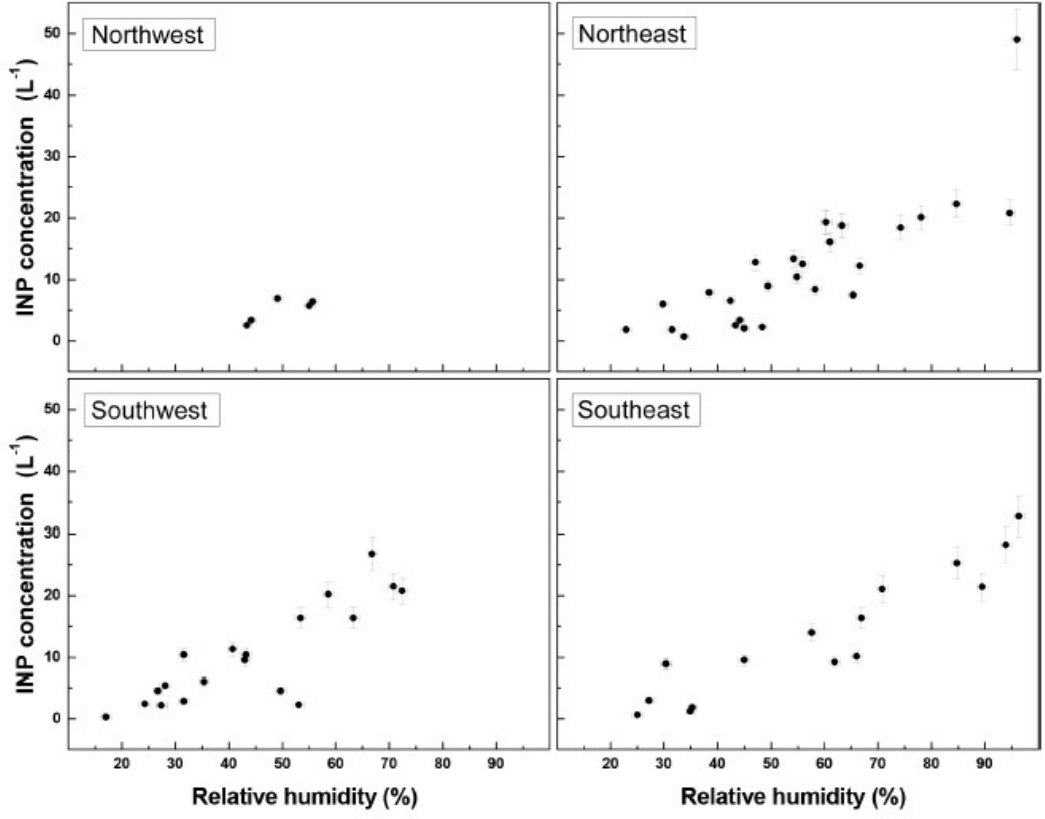 Northwest
Northeast
INP concentration (L⁻¹)
50
40
30
20
10
0
Southwest
Southeast
INP concentration (L⁻¹)
50
40
30
20
10
0
20 30 40 50 60 70 80 90
20 30 40 50 60 70 80 90
Relative humidity (%)
Relative humidity (%)